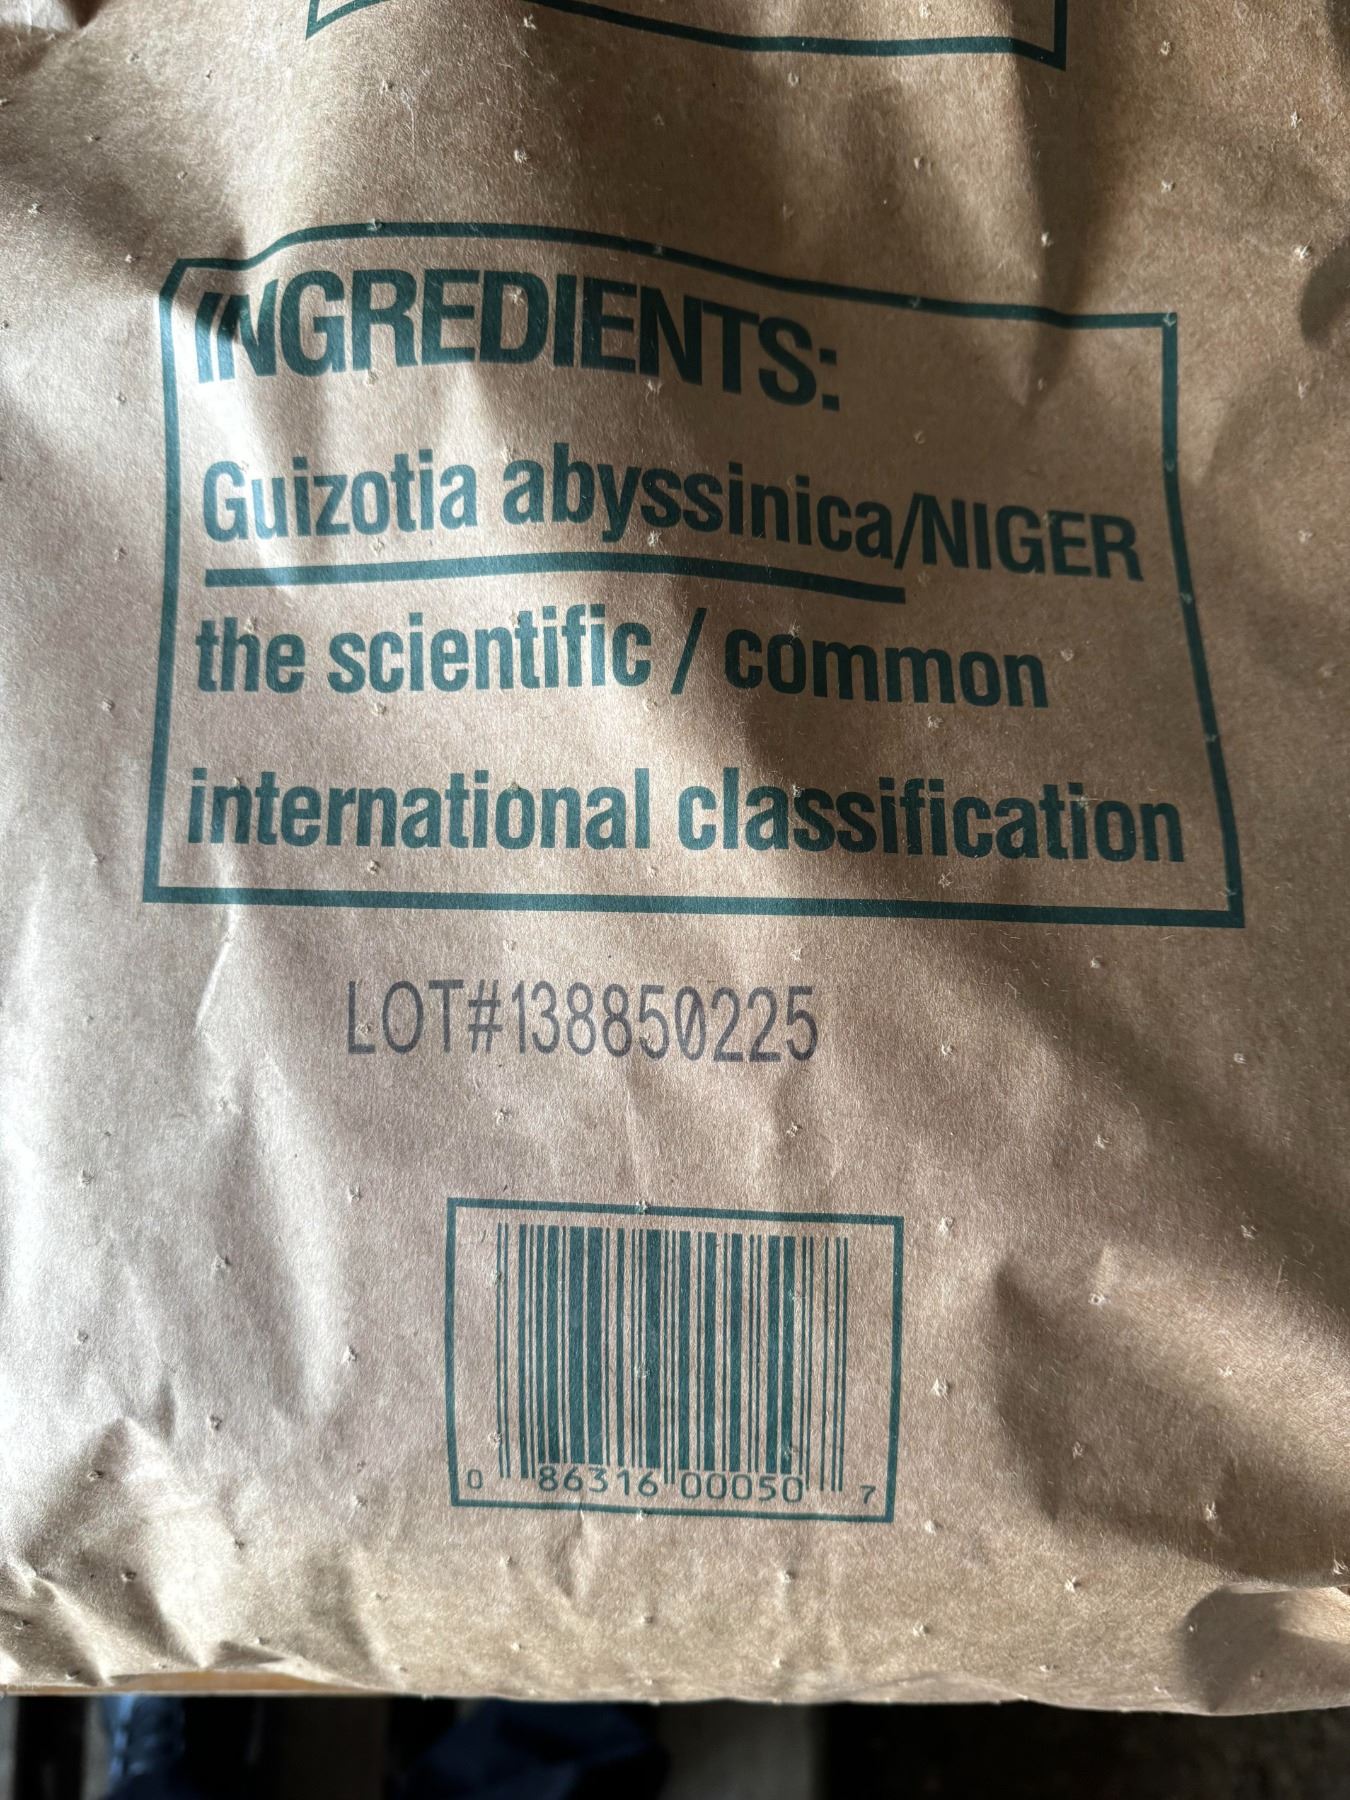 INGREDIENTS:
Guizotia abyssinica/NIGER
the scientific / common
international classification
LOT#138850225
0 86316 00050 7